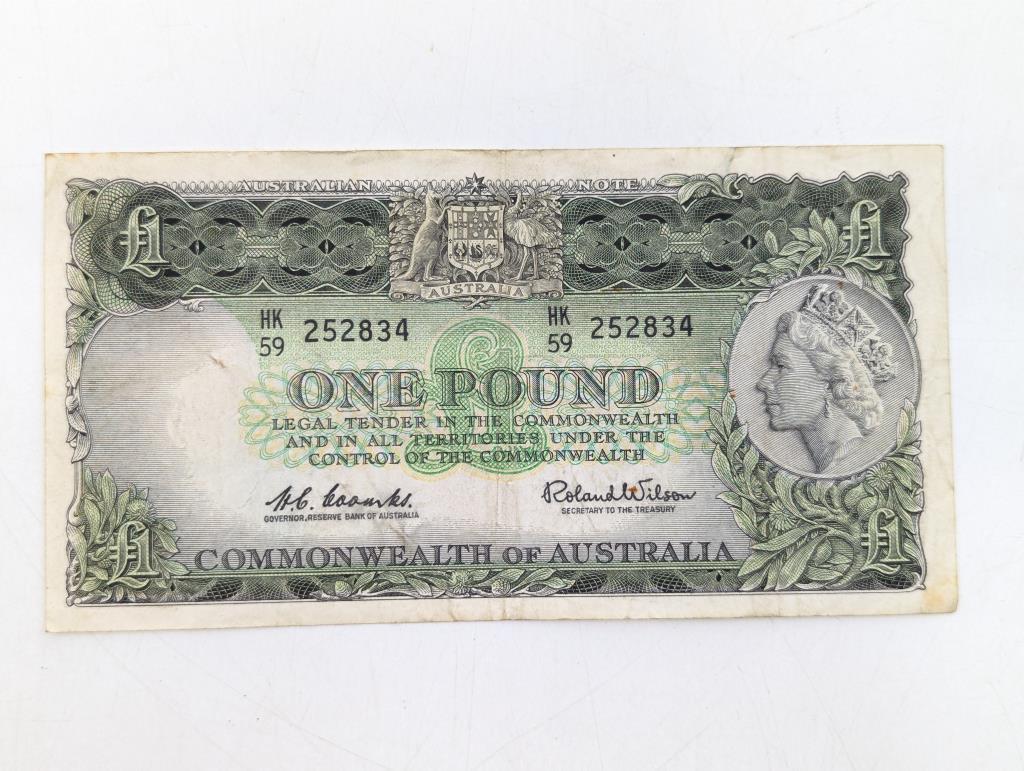 AUSTRALIAN NOTE
£1 £1
AUSTRALIA
HK 252834 HK 252834
59 59
ONE POUND
LEGAL TENDER IN THE COMMONWEALTH
AND IN ALL TERRITORIES UNDER THE
CONTROL OF THE COMMONWEALTH
H.C. Coombs. Roland Wilson
GOVERNOR, RESERVE BANK OF AUSTRALIA SECRETARY TO THE TREASURY
£1 £1
COMMONWEALTH OF AUSTRALIA